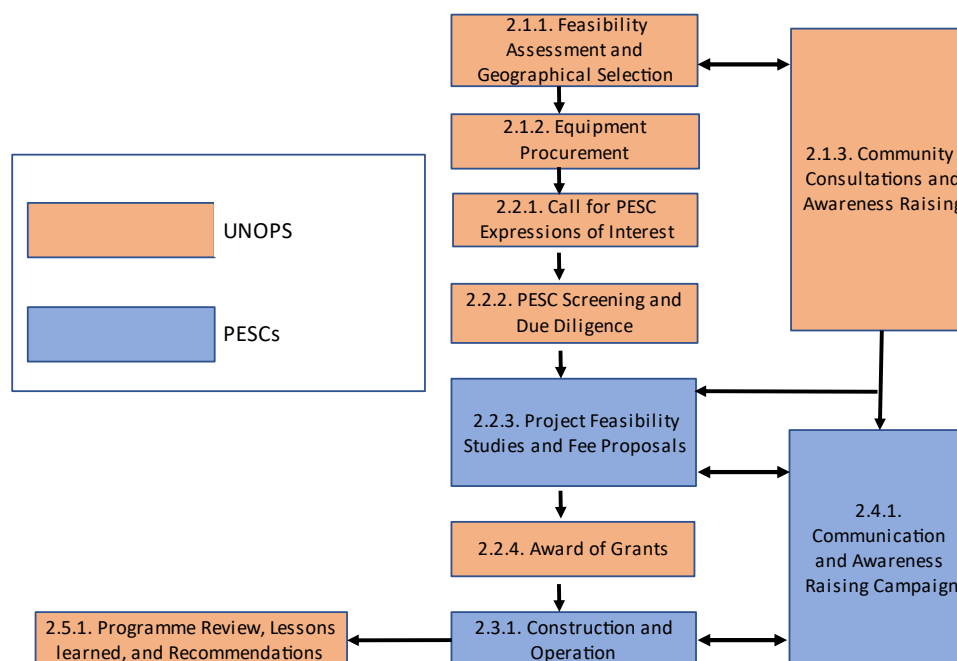 2.1.1. Feasibility
Assessment and
Geographical Selection
2.1.2. Equipment
Procurement
2.1.3. Community
Consultations and
Awareness Raising
UNOPS
2.2.1. Call for PESC
Expressions of Interest
2.2.2. PESC Screening and
Due Diligence
PESCs
2.2.3. Project Feasibility
Studies and Fee Proposals
2.2.4. Award of Grants
2.4.1.
Communication
and Awareness
Raising Campaign
2.5.1. Programme Review, Lessons
learned, and Recommendations
2.3.1. Construction and
Operation